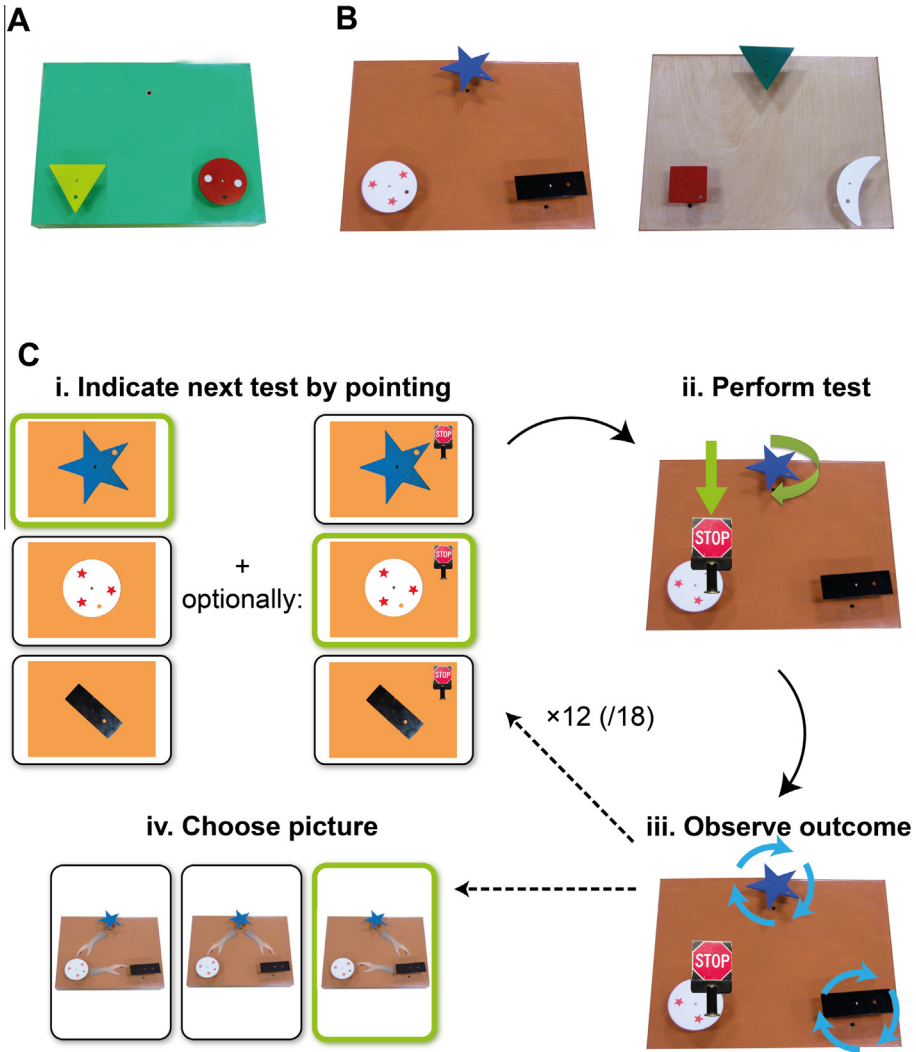 A
B
C
i. Indicate next test by pointing
ii. Perform test
STOP
STOP
+
optionally:
STOP
STOP
STOP
×12 (/18)
iv. Choose picture
iii. Observe outcome
STOP